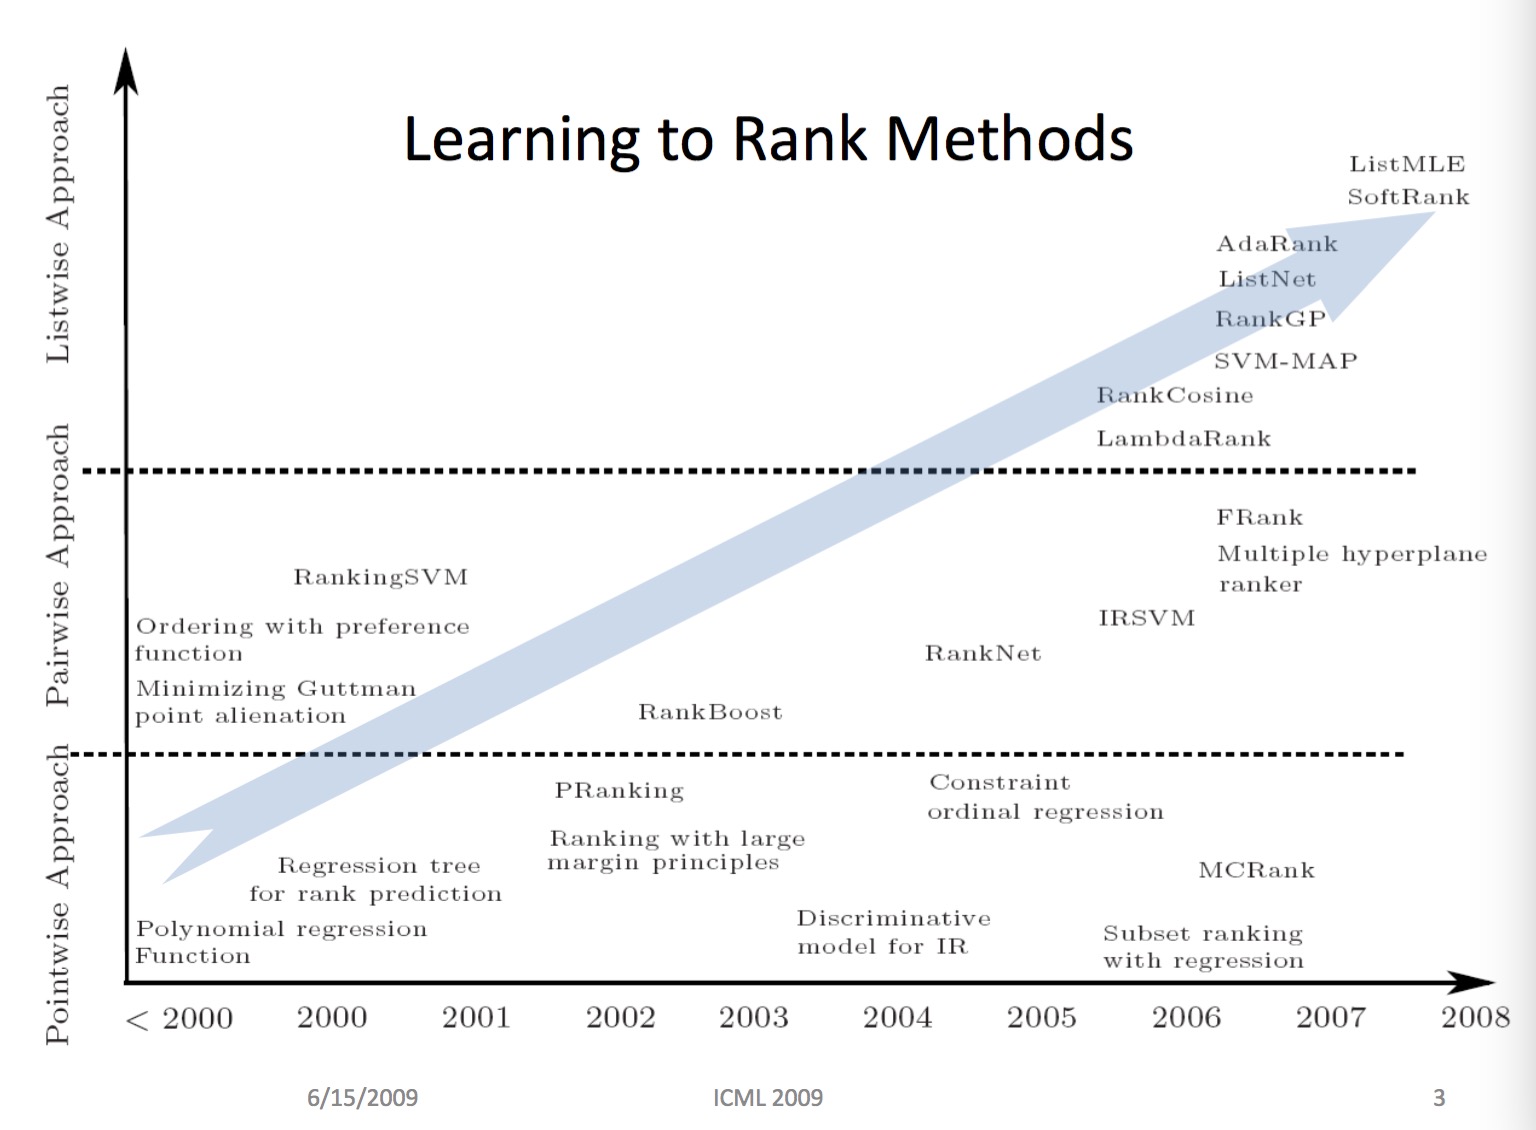 Learning to Rank Methods
Listwise Approach
ListMLE
SoftRank
AdaRank
ListNet
RankGP
SVM-MAP
RankCosine
LambdaRank
Pairwise Approach
FRank
Multiple hyperplane
ranker
RankingSVM
IRSVM
Ordering with preference
function
RankNet
Minimizing Guttman
point alienation
RankBoost
Pointwise Approach
PRanking
Constraint
ordinal regression
Ranking with large
margin principles
Regression tree
for rank prediction
MCRank
Discriminative
model for IR
Polynomial regression
Function
Subset ranking
with regression
< 2000 2000 2001 2002 2003 2004 2005 2006 2007 2008
6/15/2009 ICML 2009 3